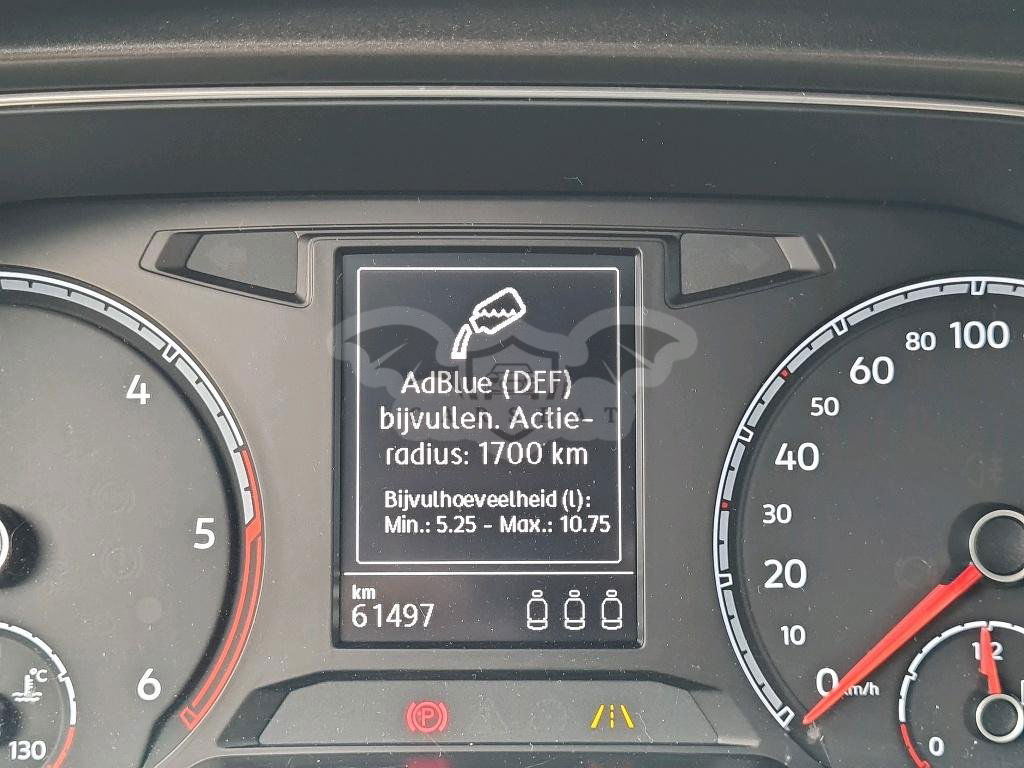 AdBlue (DEF)
bijvullen. Actie-
radius: 1700 km
Bijvulhoeveelheid (l):
Min.: 5.25 - Max.: 10.75
km
61497
4
5
6
°C
130
P
100
80
60
50
40
30
20
10
0 km/h
1/2
0